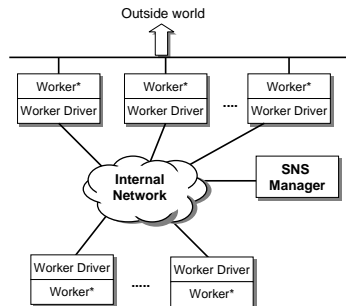 Outside world
Worker* Worker* Worker*
Worker Driver Worker Driver .... Worker Driver
Internal
Network
SNS
Manager
Worker Driver ..... Worker Driver
Worker* Worker*